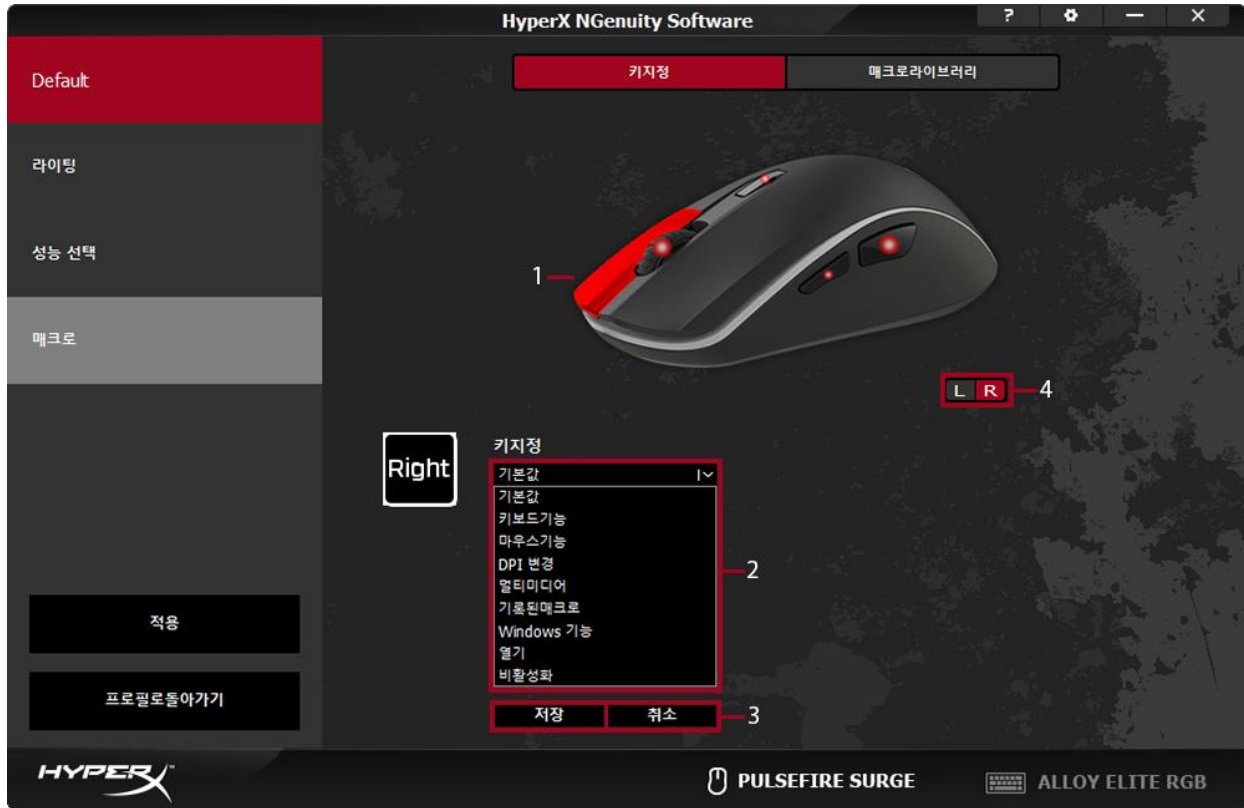 HyperX NGenuity Software
? 
Default
키지정
매크로라이브러리
라이팅
성능 선택
1
매크로
L R
4
Right
키지정
기본값
기본값
키보드기능
마우스기능
DPI 변경
2
멀티미디어
기록된매크로
Windows 기능
열기
비활성화
적용
프로필로돌아가기
저장
취소
3
HYPERX
PULSEFIRE SURGE
ALLOY ELITE RGB